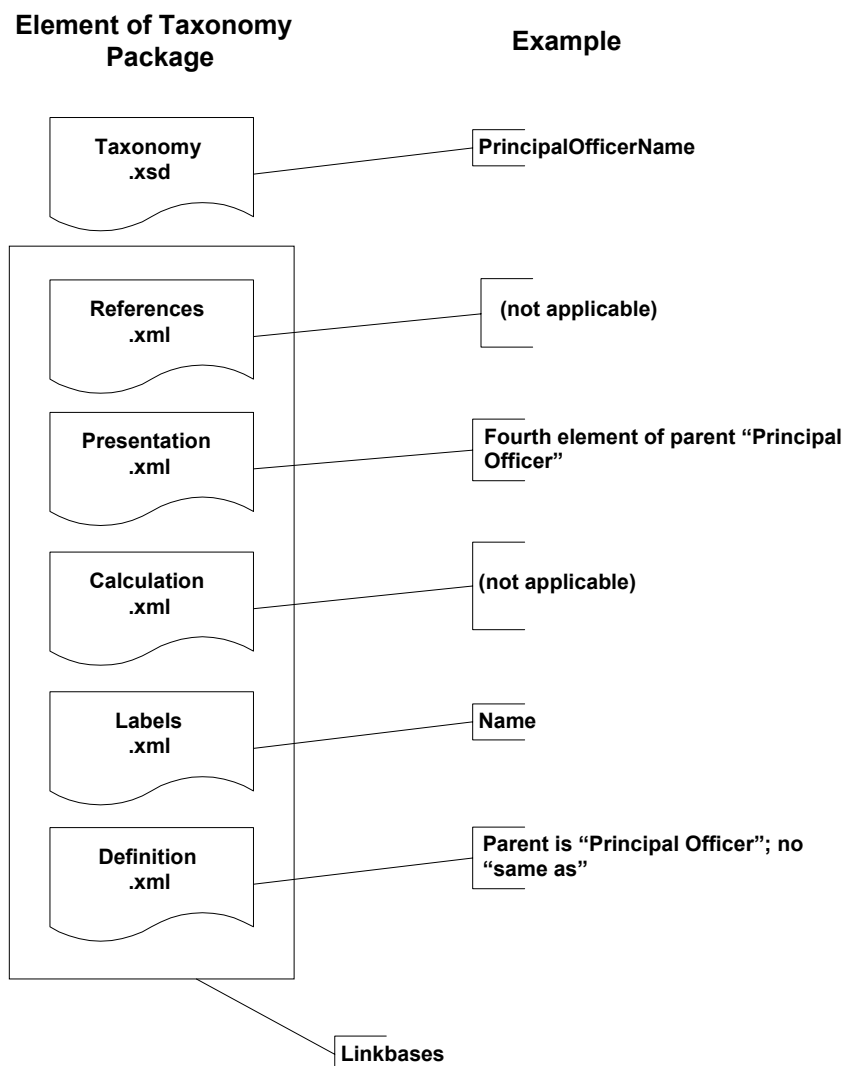 Element of Taxonomy
Package
Example
Taxonomy
.xsd
PrincipalOfficerName
References
.xml
(not applicable)
Presentation
.xml
Fourth element of parent “Principal
Officer”
Calculation
.xml
(not applicable)
Labels
.xml
Name
Definition
.xml
Parent is “Principal Officer”; no
“same as”
Linkbases